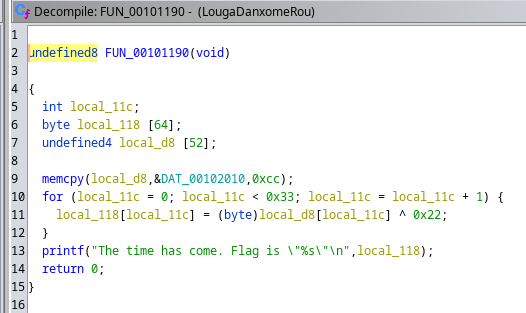 Decompile: FUN_00101190 - (LougaDanxomeRou)
1
2 undefined8 FUN_00101190(void)
3
4 {
5 int local_11c;
6 byte local_118 [64];
7 undefined4 local_d8 [52];
8
9 memcpy(local_d8,&DAT_00102010,0xcc);
10 for (local_11c = 0; local_11c < 0x33; local_11c = local_11c + 1) {
11 local_118[local_11c] = (byte)local_d8[local_11c] ^ 0x22;
12 }
13 printf("The time has come. Flag is \"%s\"\n",local_118);
14 return 0;
15 }
16